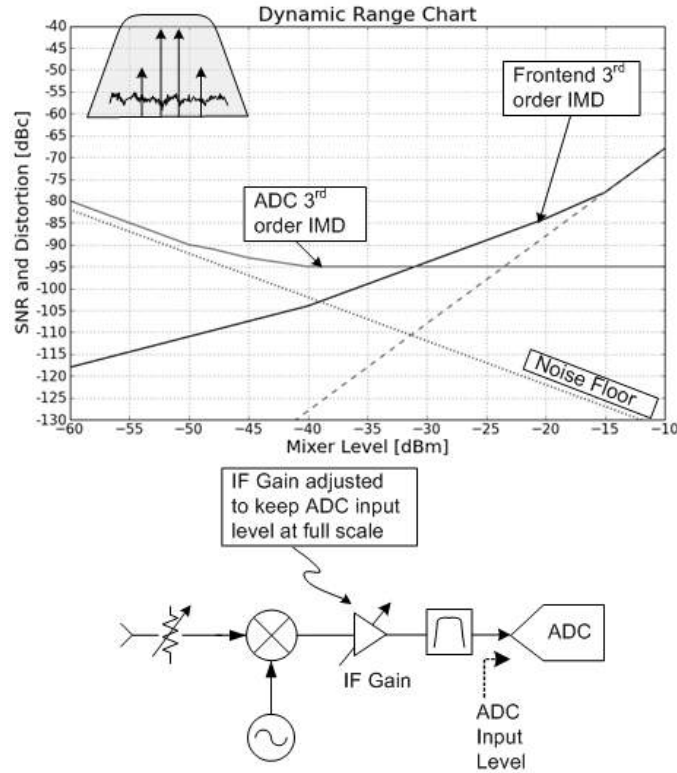 Dynamic Range Chart
SNR and Distortion [dBc]
-40
-45
-50
-55
-60
-65
-70
-75
-80
-85
-90
-95
-100
-105
-110
-115
-120
-125
-130
Frontend 3rd
order IMD
ADC 3rd
order IMD
Noise Floor
−60 −55 −50 −45 −40 −35 −30 −25 −20 −15 −10
Mixer Level [dBm]
IF Gain adjusted
to keep ADC input
level at full scale
ADC
IF Gain
ADC
Input
Level